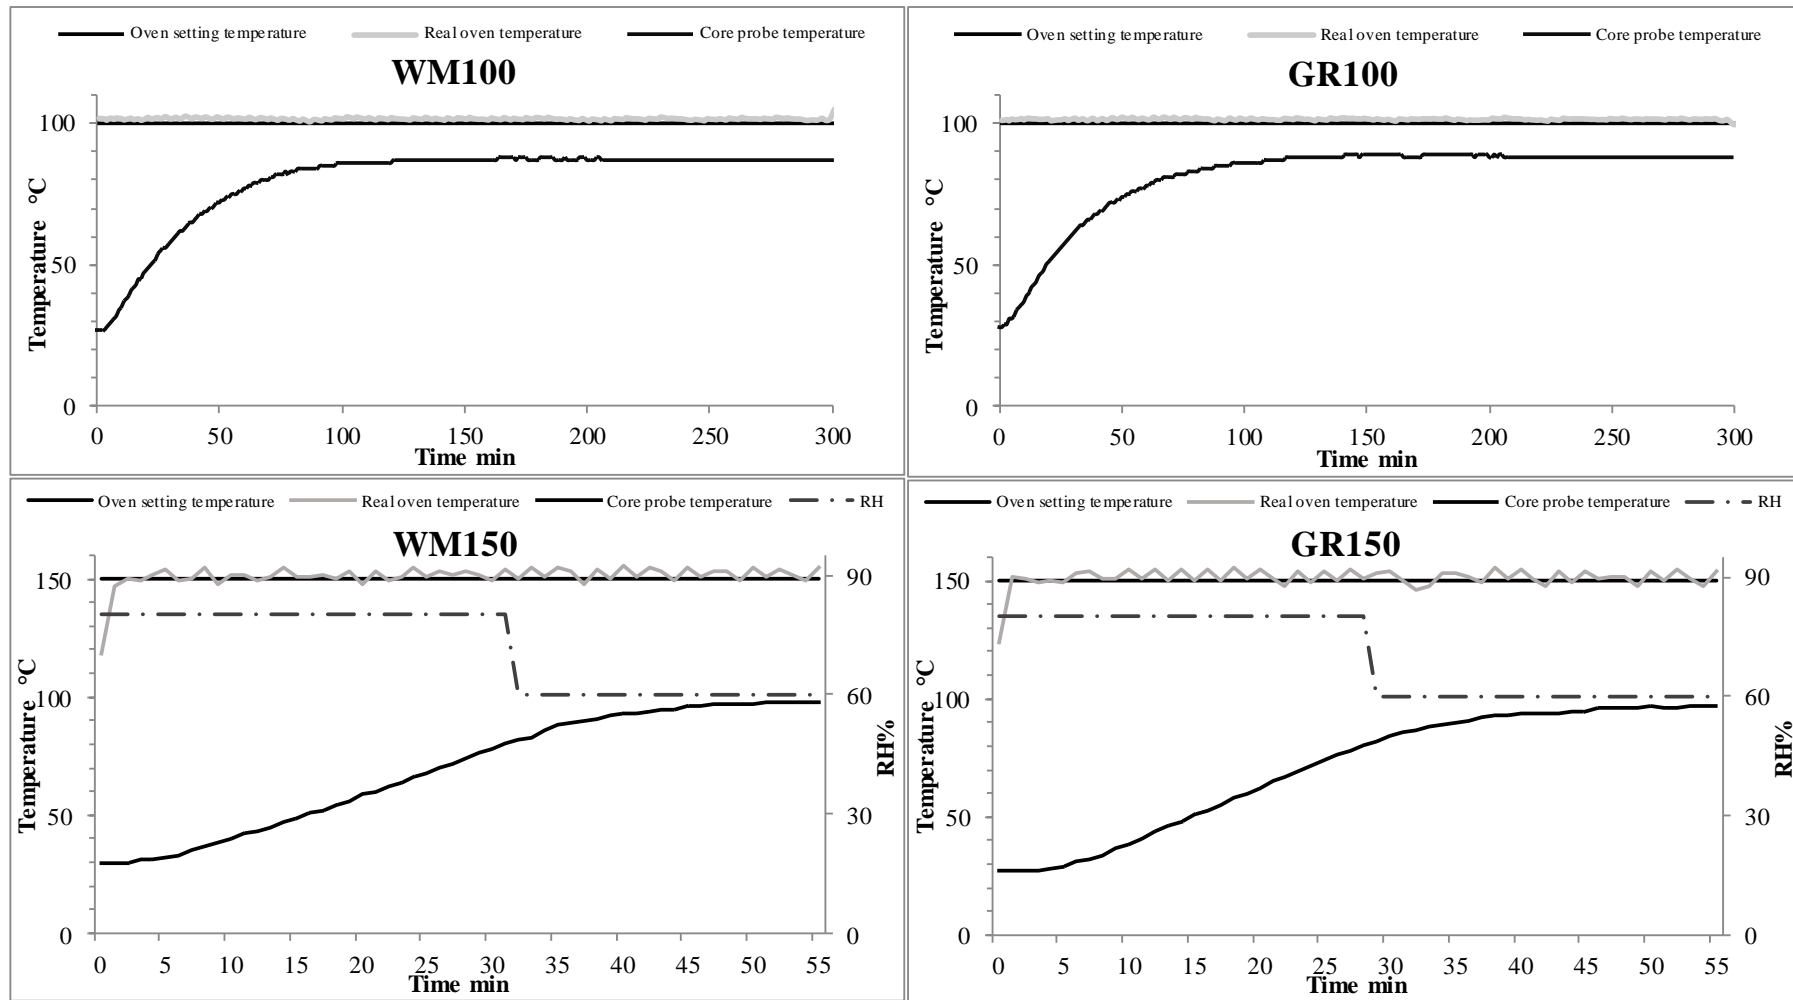 Oven setting temperature Real oven temperature Core probe temperature
WM100
100
50
0
Temperature °C
0 50 100 150 200 250 300
Time min
Oven setting temperature Real oven temperature Core probe temperature
GR100
100
50
0
Temperature °C
0 50 100 150 200 250 300
Time min
Oven setting temperature Real oven temperature Core probe temperature RH
WM150
150
100
50
0
Temperature °C
90
60
30
0
RH%
0 5 10 15 20 25 30 35 40 45 50 55
Time min
Oven setting temperature Real oven temperature Core probe temperature RH
GR150
150
100
50
0
Temperature °C
90
60
30
0
RH%
0 5 10 15 20 25 30 35 40 45 50 55
Time min